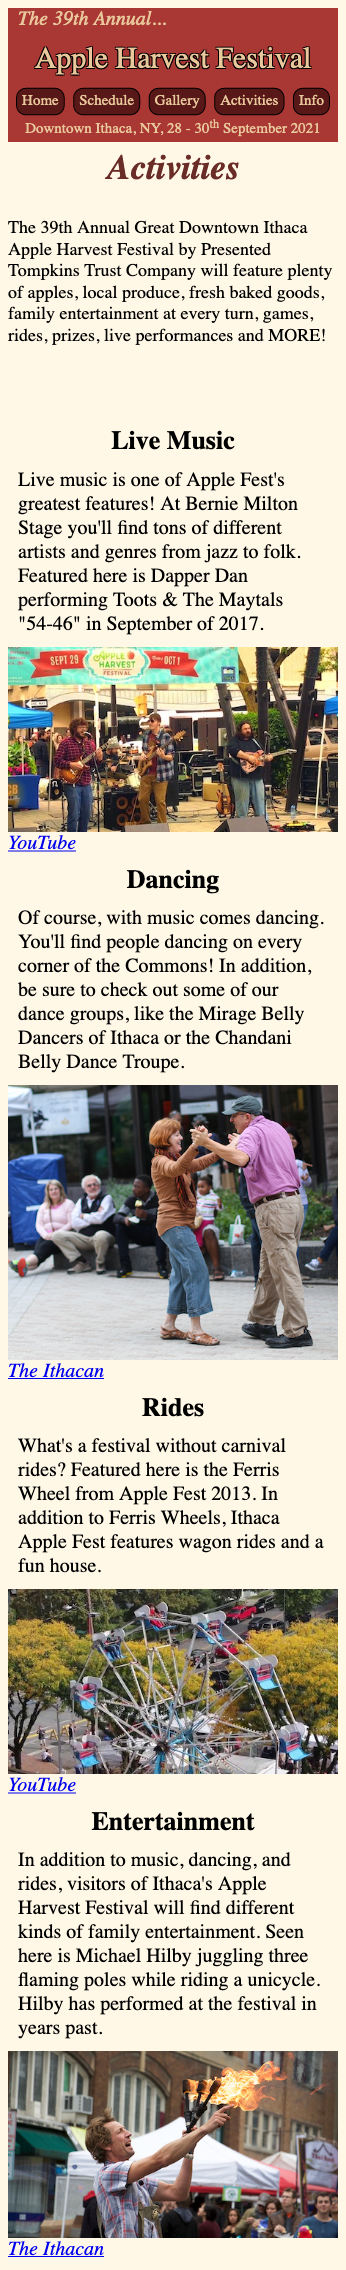 The 39th Annual...
Apple Harvest Festival
Home Schedule Gallery Activities Info
Downtown Ithaca, NY, 28 - 30th September 2021
Activities
The 39th Annual Great Downtown Ithaca
Apple Harvest Festival by Presented
Tompkins Trust Company will feature plenty
of apples, local produce, fresh baked goods,
family entertainment at every turn, games,
rides, prizes, live performances and MORE!
Live Music
Live music is one of Apple Fest's
greatest features! At Bernie Milton
Stage you'll find tons of different
artists and genres from jazz to folk.
Featured here is Dapper Dan
performing Toots & The Maytals
"54-46" in September of 2017.
SEPT 29 APPLE HARVEST FESTIVAL OCT 1
YouTube
Dancing
Of course, with music comes dancing.
You'll find people dancing on every
corner of the Commons! In addition,
be sure to check out some of our
dance groups, like the Mirage Belly
Dancers of Ithaca or the Chandani
Belly Dance Troupe.
The Ithacan
Rides
What's a festival without carnival
rides? Featured here is the Ferris
Wheel from Apple Fest 2013. In
addition to Ferris Wheels, Ithaca
Apple Fest features wagon rides and a
fun house.
YouTube
Entertainment
In addition to music, dancing, and
rides, visitors of Ithaca's Apple
Harvest Festival will find different
kinds of family entertainment. Seen
here is Michael Hilby juggling three
flaming poles while riding a unicycle.
Hilby has performed at the festival in
years past.
The Ithacan